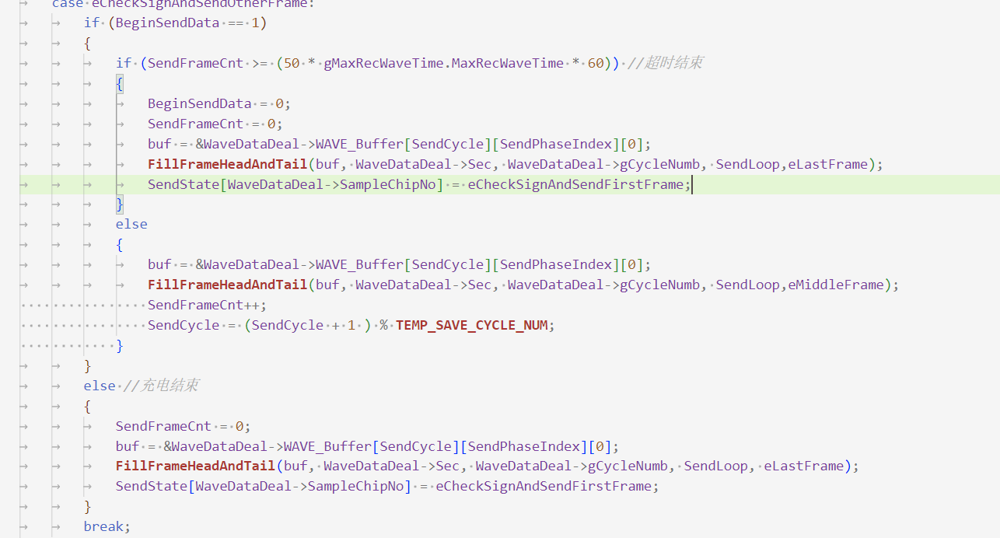 case eCheckSignAndSendOtherFrame:
if (BeginSendData == 1)
{
if (SendFrameCnt >= (50 * gMaxRecWaveTime.MaxRecWaveTime * 60)) //超时结束
{
BeginSendData = 0;
SendFrameCnt = 0;
buf = &WaveDataDeal->WAVE_Buffer[SendCycle][SendPhaseIndex][0];
FillFrameHeadAndTail(buf, WaveDataDeal->Sec, WaveDataDeal->gCycleNumb, SendLoop,eLastFrame);
SendState[WaveDataDeal->SampleChipNo] = eCheckSignAndSendFirstFrame;
}
else
{
buf = &WaveDataDeal->WAVE_Buffer[SendCycle][SendPhaseIndex][0];
FillFrameHeadAndTail(buf, WaveDataDeal->Sec, WaveDataDeal->gCycleNumb, SendLoop,eMiddleFrame);
SendFrameCnt++;
SendCycle = (SendCycle + 1 ) % TEMP_SAVE_CYCLE_NUM;
}
}
else //充电结束
{
SendFrameCnt = 0;
buf = &WaveDataDeal->WAVE_Buffer[SendCycle][SendPhaseIndex][0];
FillFrameHeadAndTail(buf, WaveDataDeal->Sec, WaveDataDeal->gCycleNumb, SendLoop, eLastFrame);
SendState[WaveDataDeal->SampleChipNo] = eCheckSignAndSendFirstFrame;
}
break;